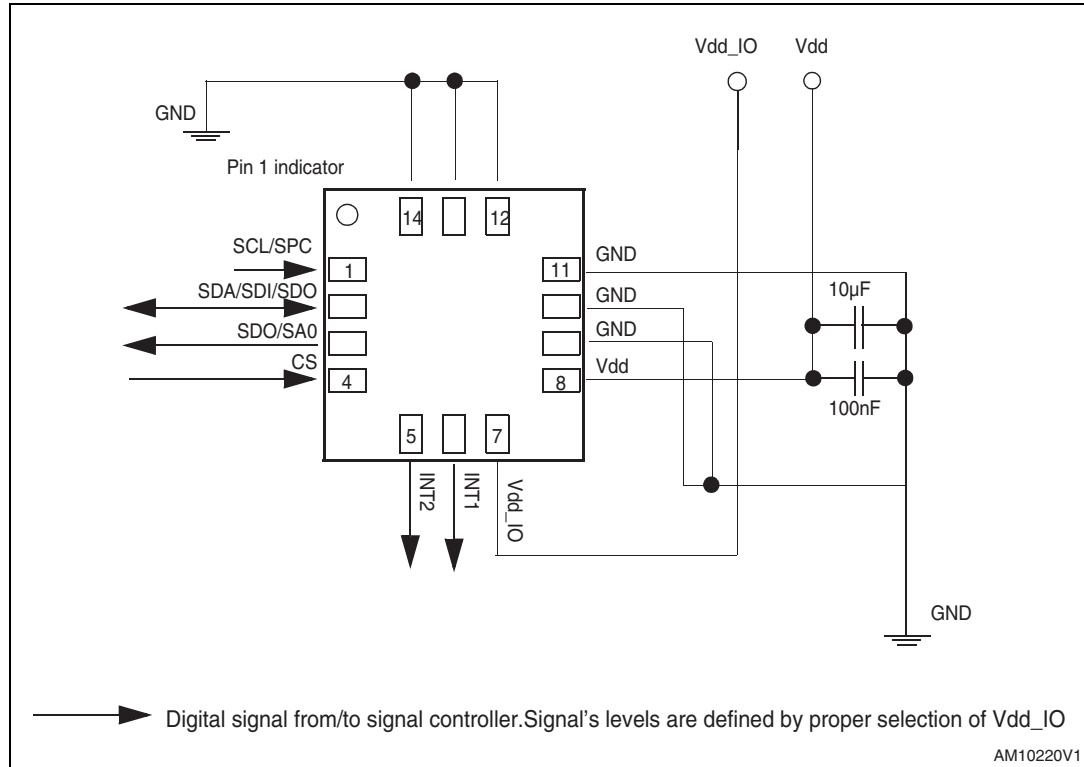 Vdd_IO
Vdd
GND
Pin 1 indicator
14
12
SCL/SPC
1
11
GND
SDA/SDI/SDO
GND
10µF
SDO/SA0
GND
CS
4
8
Vdd
100nF
5
7
INT2
INT1
Vdd_IO
GND
Digital signal from/to signal controller.Signal's levels are defined by proper selection of Vdd_IO
AM10220V1